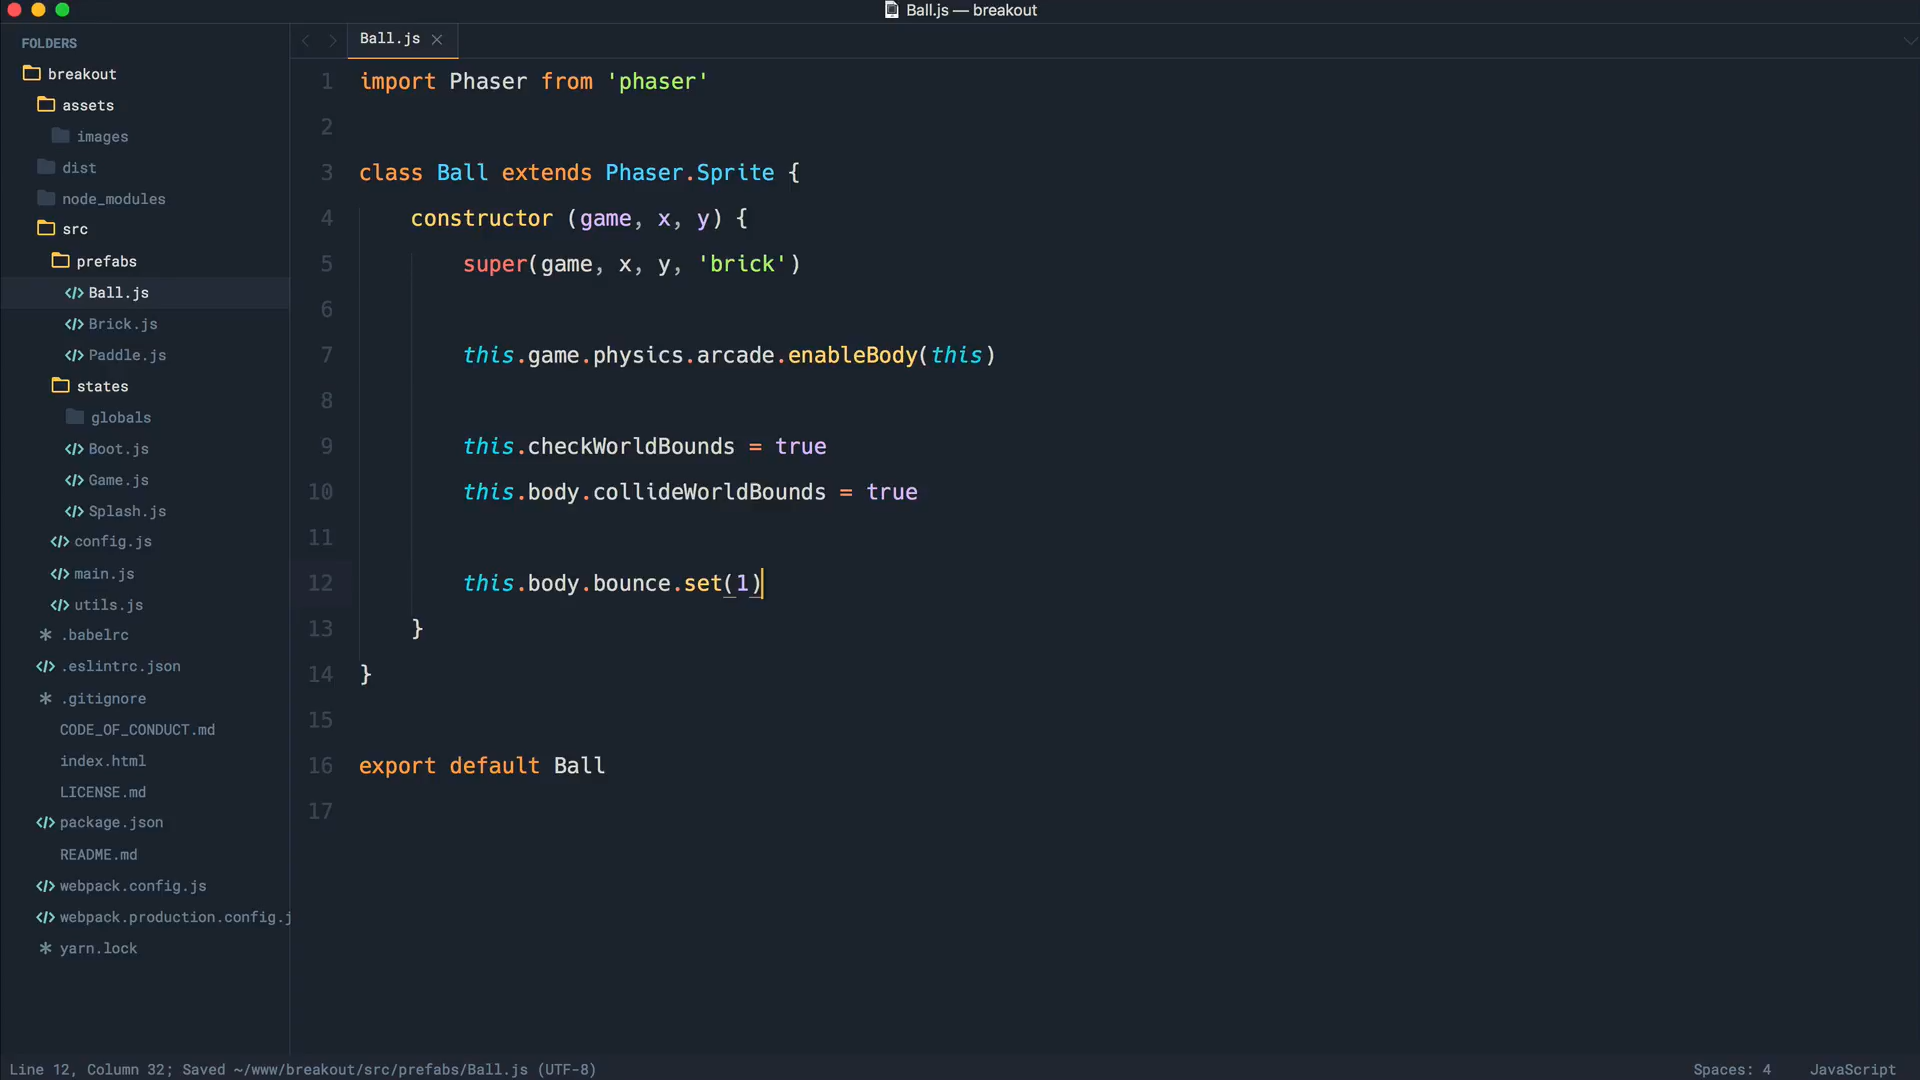 Ball.js — breakout
FOLDERS
breakout
assets
images
dist
node_modules
src
prefabs
Ball.js
Brick.js
Paddle.js
states
globals
Boot.js
Game.js
Splash.js
config.js
main.js
utils.js
.babelrc
.eslintrc.json
.gitignore
CODE_OF_CONDUCT.md
index.html
LICENSE.md
package.json
README.md
webpack.config.js
webpack.production.config.j
yarn.lock
Ball.js
1 import Phaser from 'phaser'
2
3 class Ball extends Phaser.Sprite {
4 constructor (game, x, y) {
5 super(game, x, y, 'brick')
6
7 this.game.physics.arcade.enableBody(this)
8
9 this.checkWorldBounds = true
10 this.body.collideWorldBounds = true
11
12 this.body.bounce.set(1)
13 }
14 }
15
16 export default Ball
17
Line 12, Column 32; Saved ~/www/breakout/src/prefabs/Ball.js (UTF-8)
Spaces: 4
JavaScript